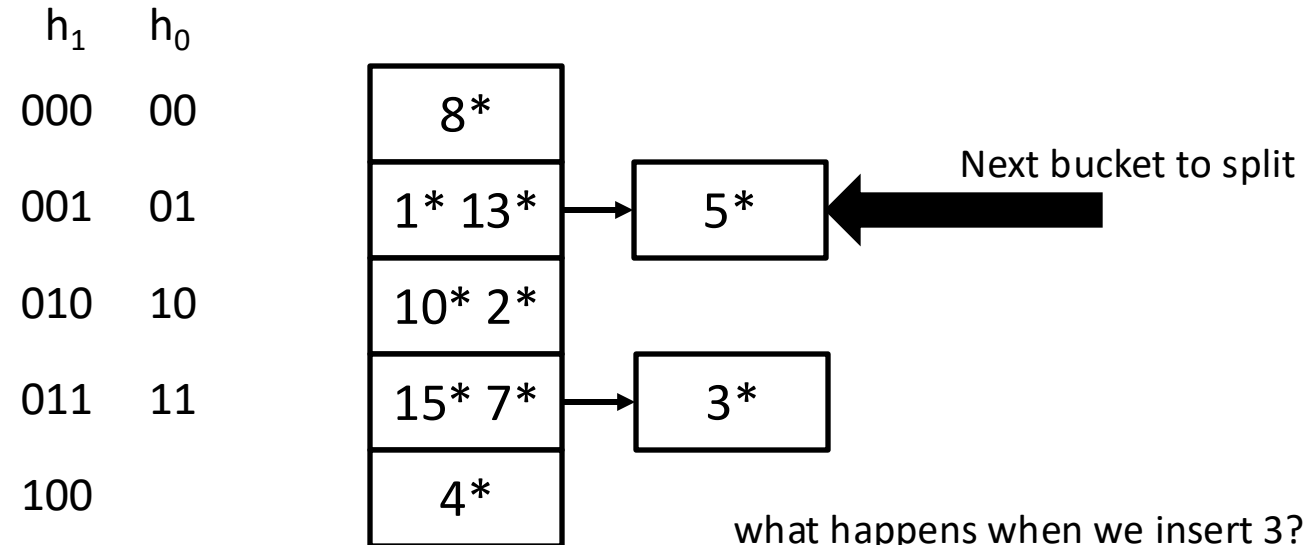 h₁ h₀
000 00 8*
Next bucket to split
001 01 1* 13* 5*
010 10 10* 2*
011 11 15* 7* 3*
100 4*
what happens when we insert 3?